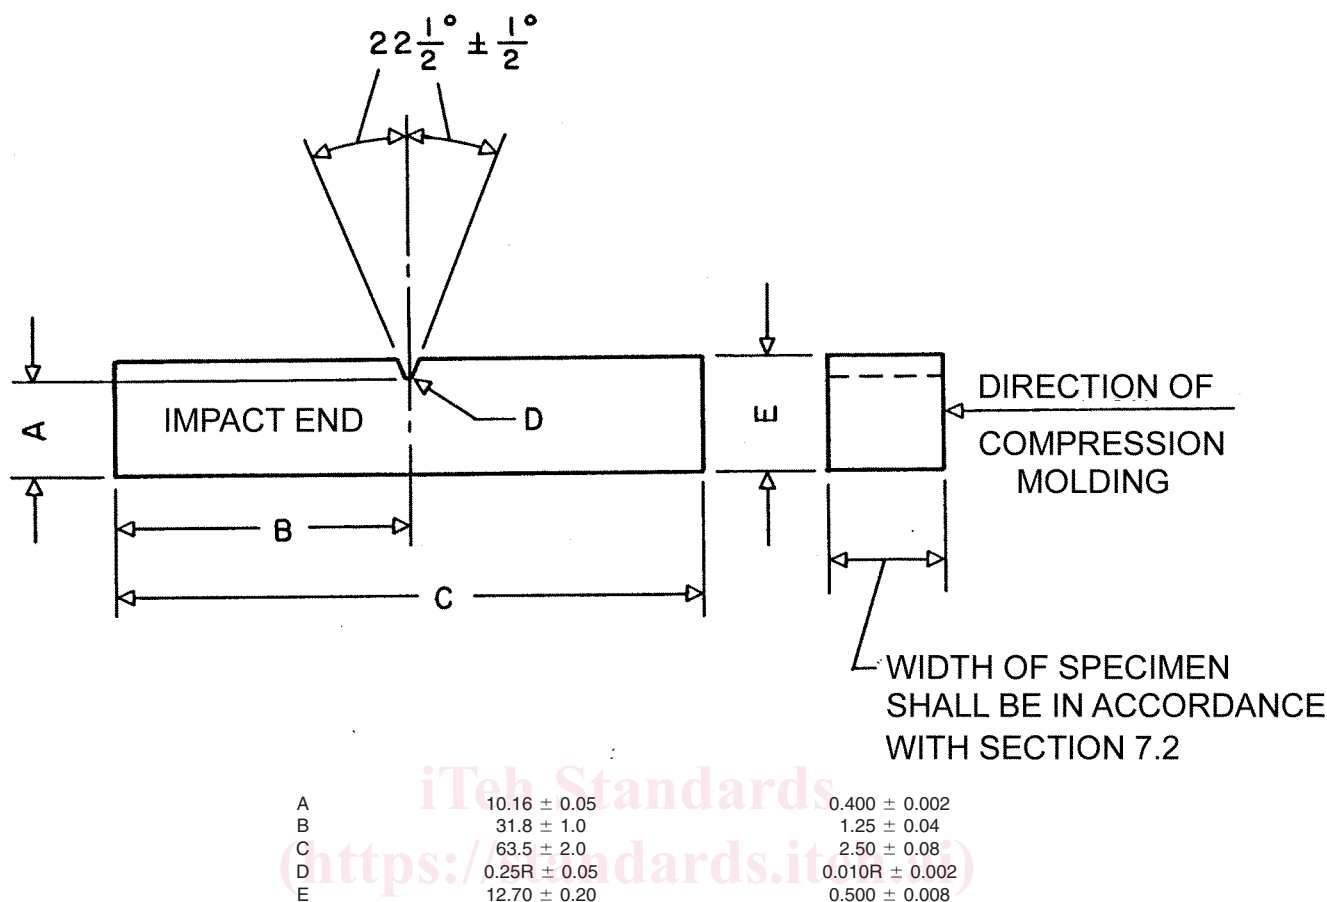 22 1/2° ± 1/2°
A
IMPACT END
D
E
DIRECTION OF
COMPRESSION
MOLDING
B
C
WIDTH OF SPECIMEN
SHALL BE IN ACCORDANCE
WITH SECTION 7.2
iTeh Standards
(https://standards.iteh.ai)
A 10.16 ± 0.05 0.400 ± 0.002
B 31.8 ± 1.0 1.25 ± 0.04
C 63.5 ± 2.0 2.50 ± 0.08
D 0.25R ± 0.05 0.010R ± 0.002
E 12.70 ± 0.20 0.500 ± 0.008